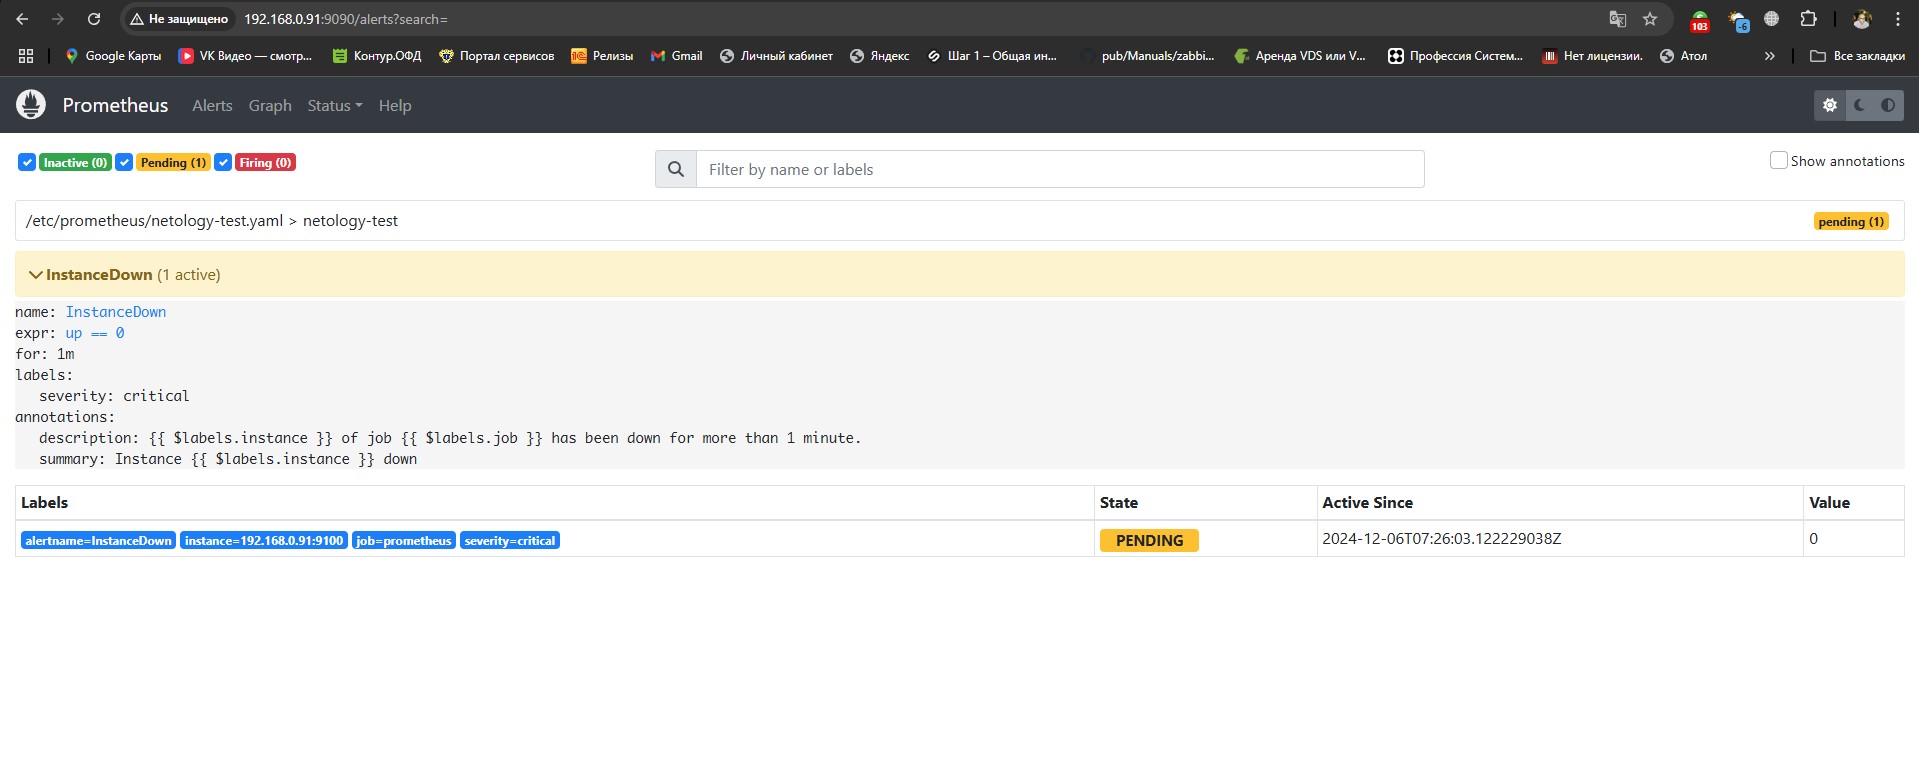 Не защищено 192.168.0.91:9090/alerts?search=
103 -6
Google Карты VK Видео — смотр... Контур.ОФД Портал сервисов 1С Релизы Gmail Личный кабинет Яндекс Шаг 1 – Общая ин... pub/Manuals/zabbi... Аренда VDS или V... Профессия Систем... Нет лицензии. Атол » Все закладки
Prometheus Alerts Graph Status Help
Inactive (0) Pending (1) Firing (0) Filter by name or labels Show annotations
/etc/prometheus/netology-test.yaml > netology-test pending (1)
InstanceDown (1 active)
name: InstanceDown
expr: up == 0
for: 1m
labels:
severity: critical
annotations:
description: {{ $labels.instance }} of job {{ $labels.job }} has been down for more than 1 minute.
summary: Instance {{ $labels.instance }} down
Labels State Active Since Value
alertname=InstanceDown instance=192.168.0.91:9100 job=prometheus severity=critical PENDING 2024-12-06T07:26:03.122229038Z 0